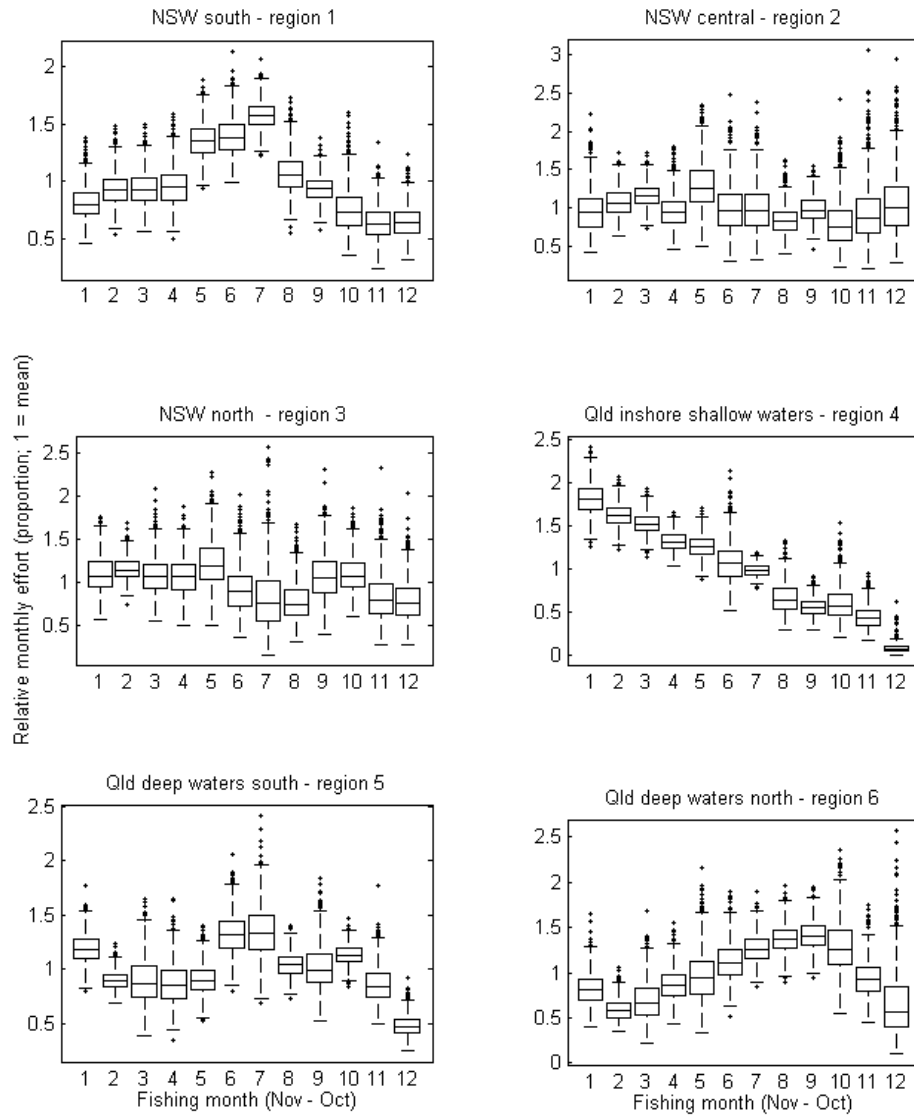 NSW south - region 1
2
1.5
1
0.5
1 2 3 4 5 6 7 8 9 10 11 12
NSW central - region 2
3
2.5
2
1.5
1
0.5
1 2 3 4 5 6 7 8 9 10 11 12
Relative monthly effort (proportion; 1 = mean)
NSW north - region 3
2.5
2
1.5
1
0.5
1 2 3 4 5 6 7 8 9 10 11 12
Qld inshore shallow waters - region 4
2.5
2
1.5
1
0.5
0
1 2 3 4 5 6 7 8 9 10 11 12
Qld deep waters south - region 5
2.5
2
1.5
1
0.5
1 2 3 4 5 6 7 8 9 10 11 12
Fishing month (Nov - Oct)
Qld deep waters north - region 6
2.5
2
1.5
1
0.5
0
1 2 3 4 5 6 7 8 9 10 11 12
Fishing month (Nov - Oct)